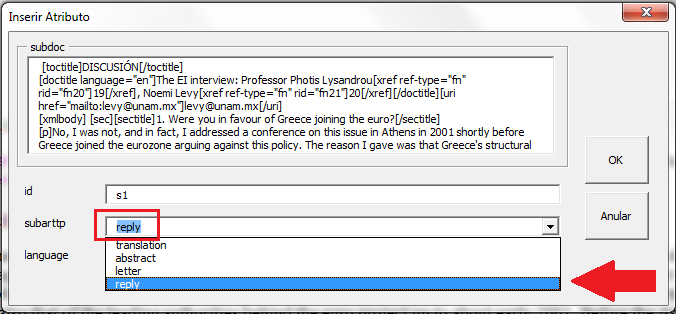 Inserir Atributo
subdoc
[toctitle]DISCUSIÓN[/toctitle]
[doctitle language="en"]The EI interview: Professor Photis Lysandrou[xref ref-type="fn"
rid="fn20"]19[/xref], Noemi Levy[xref ref-type="fn" rid="fn21"]20[/xref][/doctitle][uri
href="mailto:levy@unam.mx"]levy@unam.mx[/uri]
[xmlbody] [sec][sectitle]1. Were you in favour of Greece joining the euro?[/sectitle]
[p]No, I was not, and in fact, I addressed a conference on this issue in Athens in 2001 shortly before
Greece joined the eurozone arguing against this policy. The reason I gave was that Greece's structural
OK
id
s1
Anular
subarttp
reply
translation
language
abstract
letter
reply